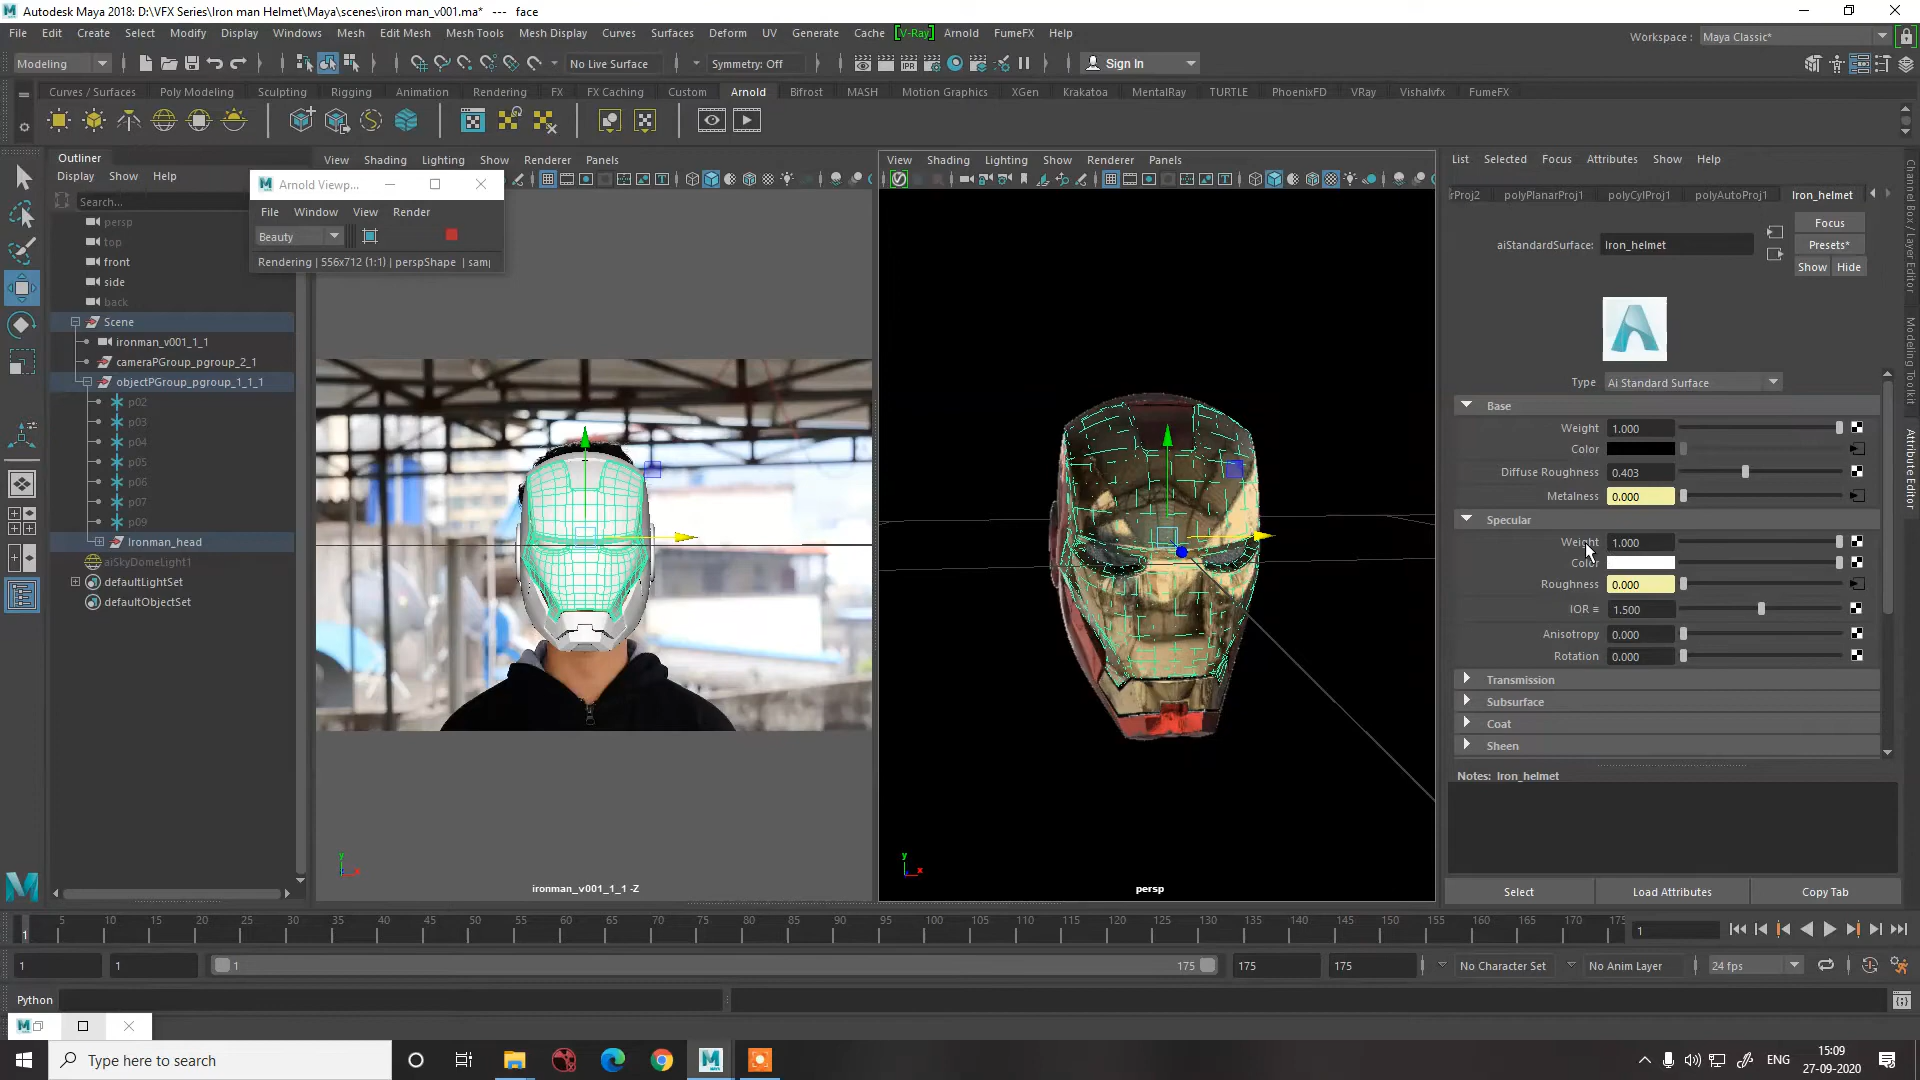 Autodesk Maya 2018: D:\VFX Series\Iron man Helmet\Maya\scenes\iron man_v001.ma* --- face
File Edit Create Select Modify Display Windows Mesh Edit Mesh Mesh Tools Mesh Display Curves Surfaces Deform UV Generate Cache [V-Ray] Arnold FumeFX Help
Workspace : Maya Classic*
Modeling No Live Surface Symmetry: Off IPR Sign In
Curves / Surfaces Poly Modeling Sculpting Rigging Animation Rendering FX FX Caching Custom Arnold Bifrost MASH Motion Graphics XGen Krakatoa MentalRay TURTLE PhoenixFD VRay Vishalvfx FumeFX
Outliner
Display Show Help
Search...
persp
top
front
side
back
Scene
ironman_v001_1_1
cameraPGroup_pgroup_2_1
objectPGroup_pgroup_1_1_1
p02
p03
p04
p05
p06
p07
p09
Ironman_head
aiSkyDomeLight1
defaultLightSet
defaultObjectSet
View Shading Lighting Show Renderer Panels
Arnold Viewp...
File Window View Render
Beauty
Rendering | 556x712 (1:1) | perspShape | samp
y
x
ironman_v001_1_1 -Z
View Shading Lighting Show Renderer Panels
y
x
persp
List Selected Focus Attributes Show Help
rProj2 polyPlanarProj1 polyCylProj1 polyAutoProj1 Iron_helmet
aiStandardSurface: Iron_helmet
Focus
Presets*
Show Hide
Type Ai Standard Surface
Base
Weight 1.000
Color
Diffuse Roughness 0.403
Metalness 0.000
Specular
Weight 1.000
Color
Roughness 0.000
IOR 1.500
Anisotropy 0.000
Rotation 0.000
Transmission
Subsurface
Coat
Sheen
Notes: Iron_helmet
Select Load Attributes Copy Tab
Channel Box / Layer Editor
Modeling Toolkit
Attribute Editor
1 5 10 15 20 25 30 35 40 45 50 55 60 65 70 75 80 85 90 95 100 105 110 115 120 125 130 135 140 145 150 155 160 165 170 175
1
1 1 1 175 175 175 No Character Set No Anim Layer 24 fps
Python
Type here to search
ENG
15:09
27-09-2020